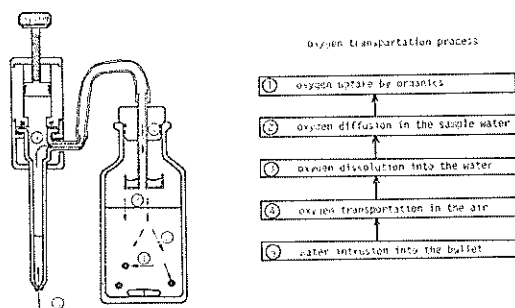 oxygen transportation process
① oxygen uptake by organics
② oxygen diffusion in the sample water
③ oxygen dissolution into the water
④ oxygen transportation in the air
⑤ water intrusion into the bullet